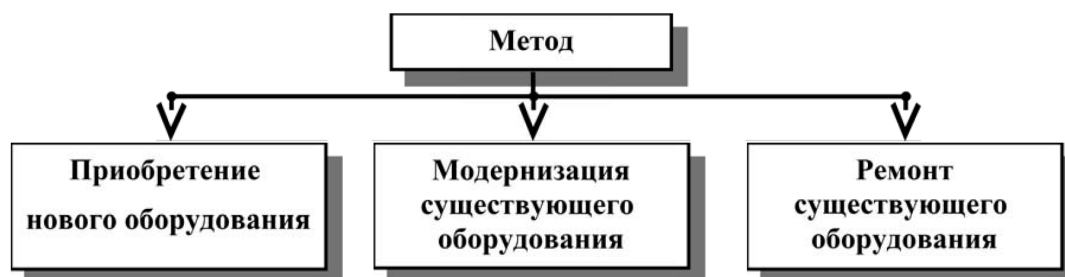 Метод
Приобретение
нового оборудования
Модернизация
существующего
оборудования
Ремонт
существующего
оборудования